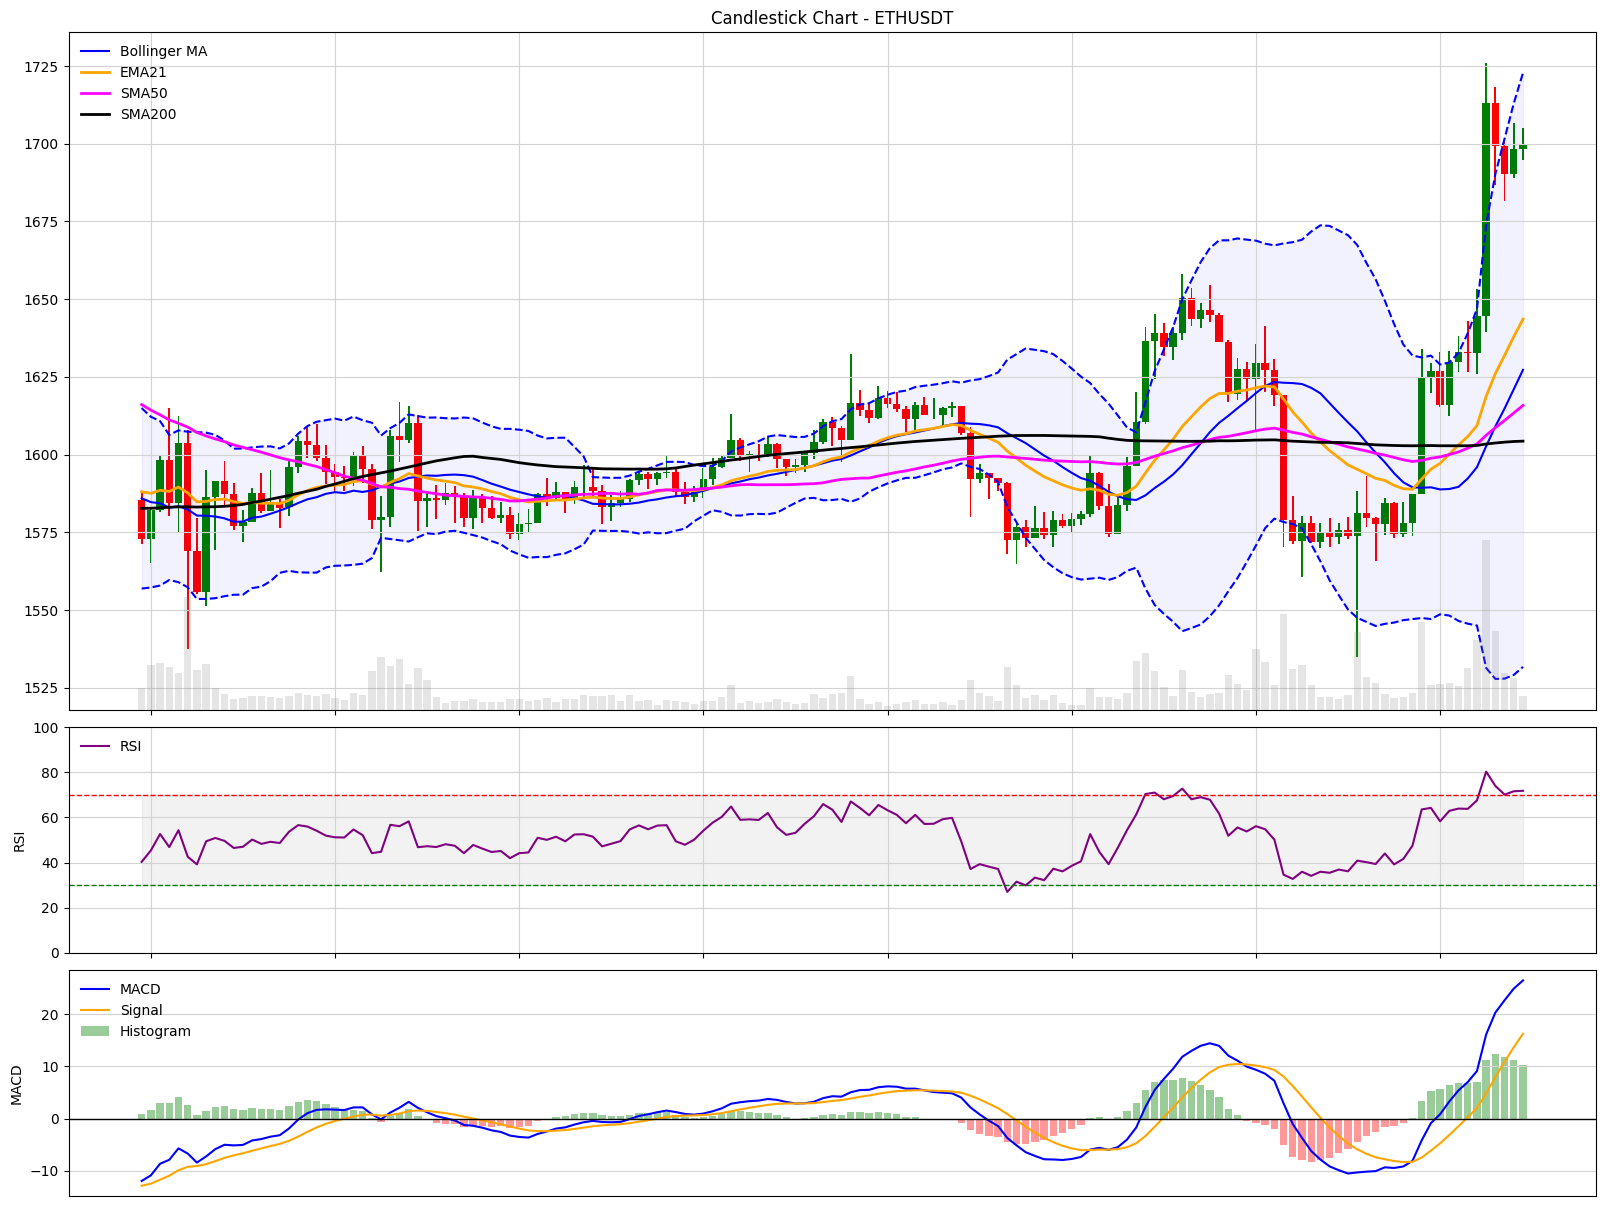 Candlestick Chart - ETHUSDT
Bollinger MA
EMA21
SMA50
SMA200
1725
1700
1675
1650
1625
1600
1575
1550
1525
RSI
RSI
100
80
60
40
20
0
MACD
Signal
Histogram
MACD
20
10
0
−10